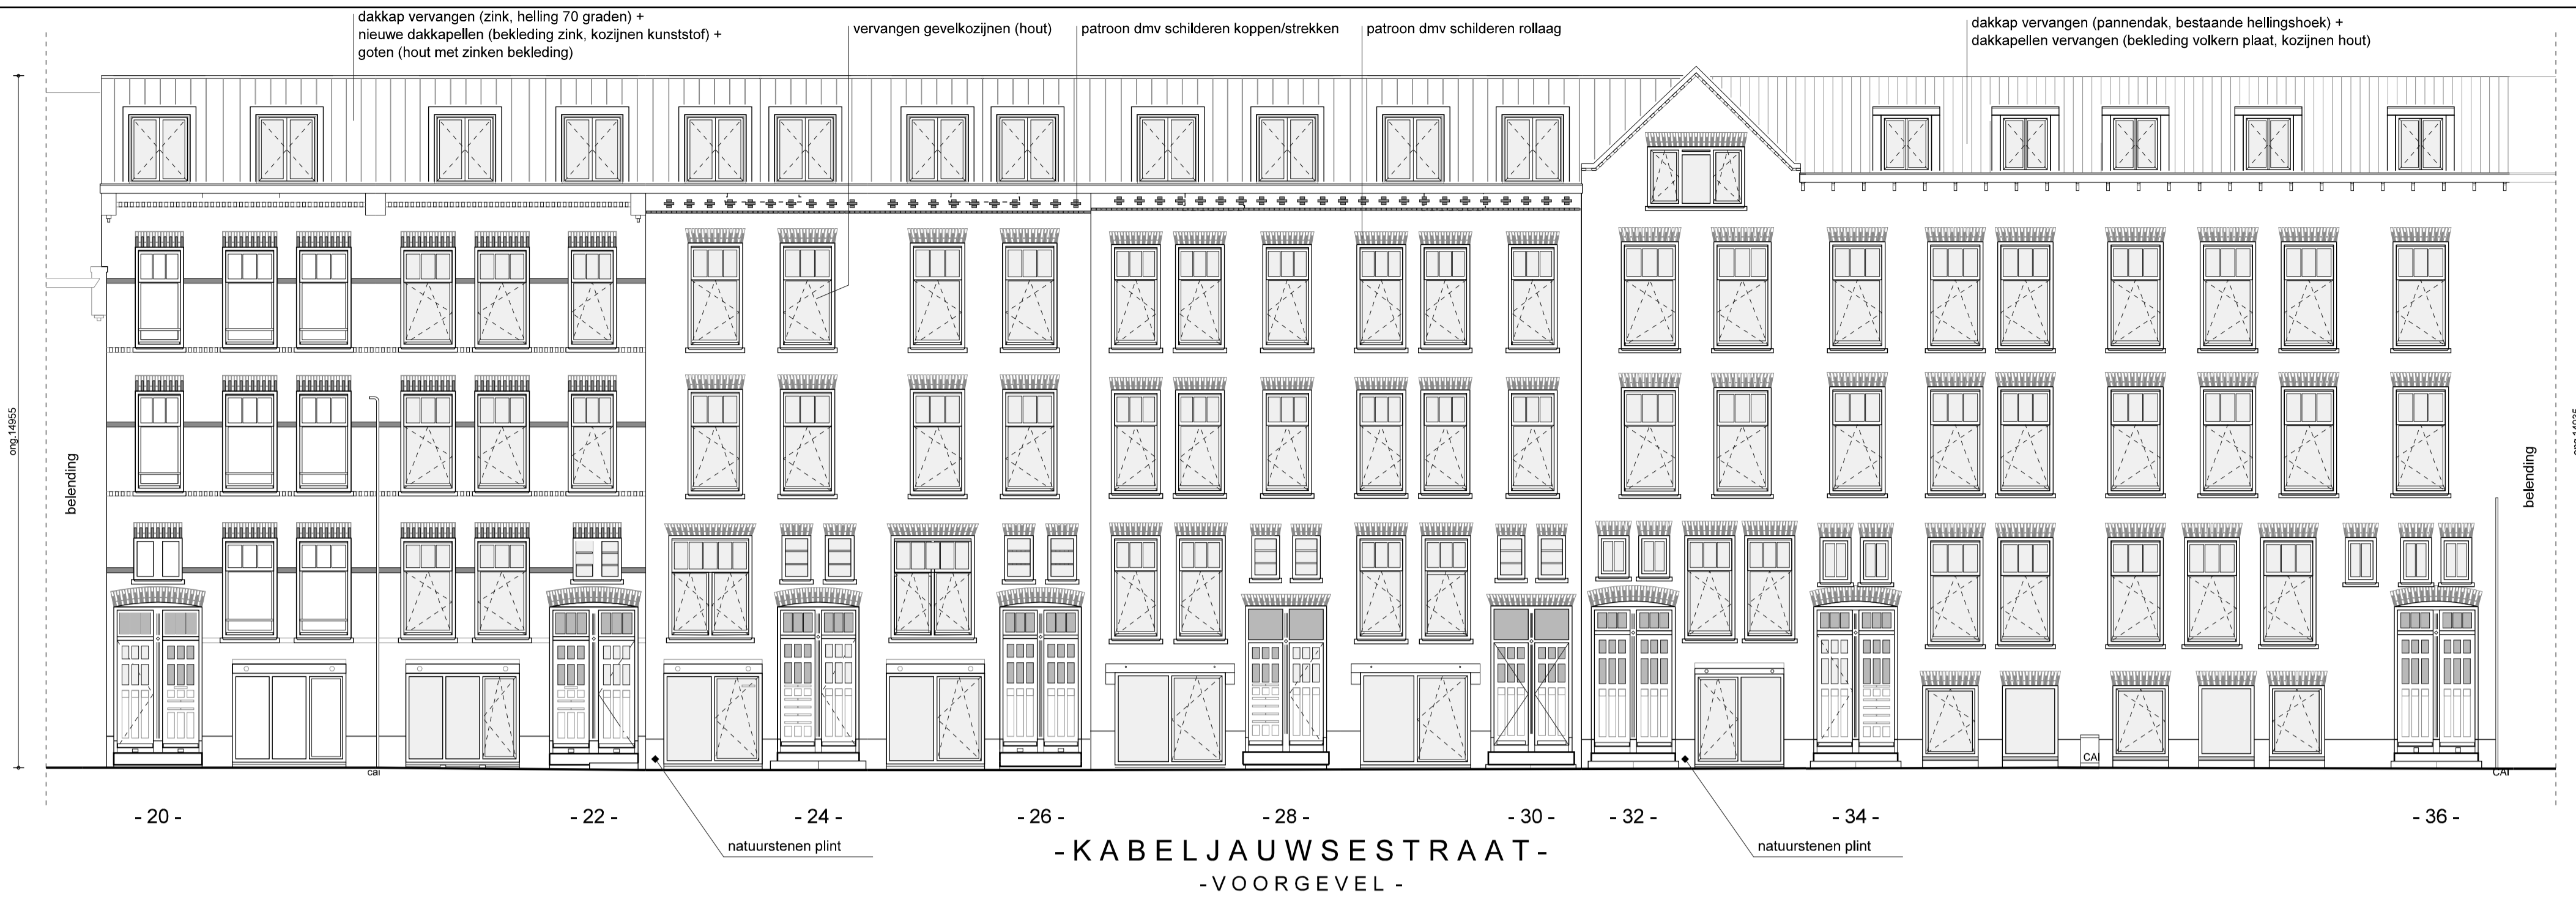 dakkap vervangen (zink, helling 70 graden) +
nieuwe dakkapellen (bekleding zink, kozijnen kunststof) +
goten (hout met zinken bekleding)
vervangen gevelkozijnen (hout)
patroon dmv schilderen koppen/strekken
patroon dmv schilderen rollaag
dakkap vervangen (pannendak, bestaande hellingshoek) +
dakkapellen vervangen (bekleding volkern plaat, kozijnen hout)
ong.14955
belending
belending
cai
CAI
CAI
- 20 -
- 22 -
- 24 -
- 26 -
- 28 -
- 30 -
- 32 -
- 34 -
- 36 -
natuurstenen plint
natuurstenen plint
-KABELJAUWSESTRAAT-
-VOORGEVEL -